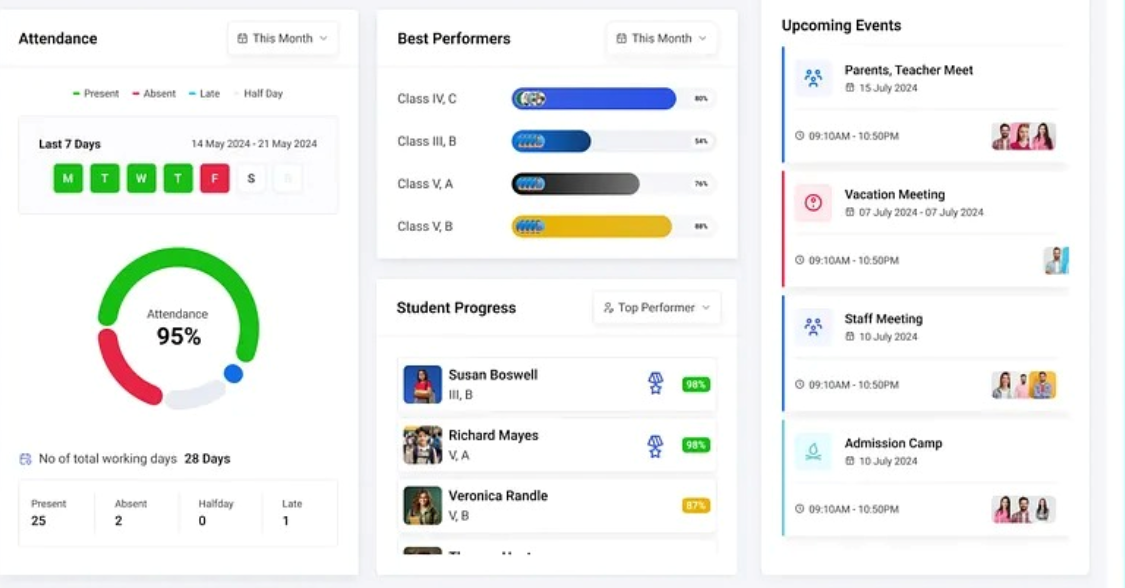 Attendance
This Month
Present Absent Late Half Day
Last 7 Days 14 May 2024 - 21 May 2024
M T W T F S
Attendance
95%
No of total working days 28 Days
Present Absent Halfday Late
25 2 0 1
Best Performers
This Month
Class IV, C 80%
Class III, B 54%
Class V, A 76%
Class V, B 88%
Student Progress
Top Performer
Susan Boswell
III, B
98%
Richard Mayes
V, A
98%
Veronica Randle
V, B
87%
Upcoming Events
Parents, Teacher Meet
15 July 2024
09:10AM - 10:50PM
Vacation Meeting
07 July 2024 - 07 July 2024
09:10AM - 10:50PM
Staff Meeting
10 July 2024
09:10AM - 10:50PM
Admission Camp
10 July 2024
09:10AM - 10:50PM